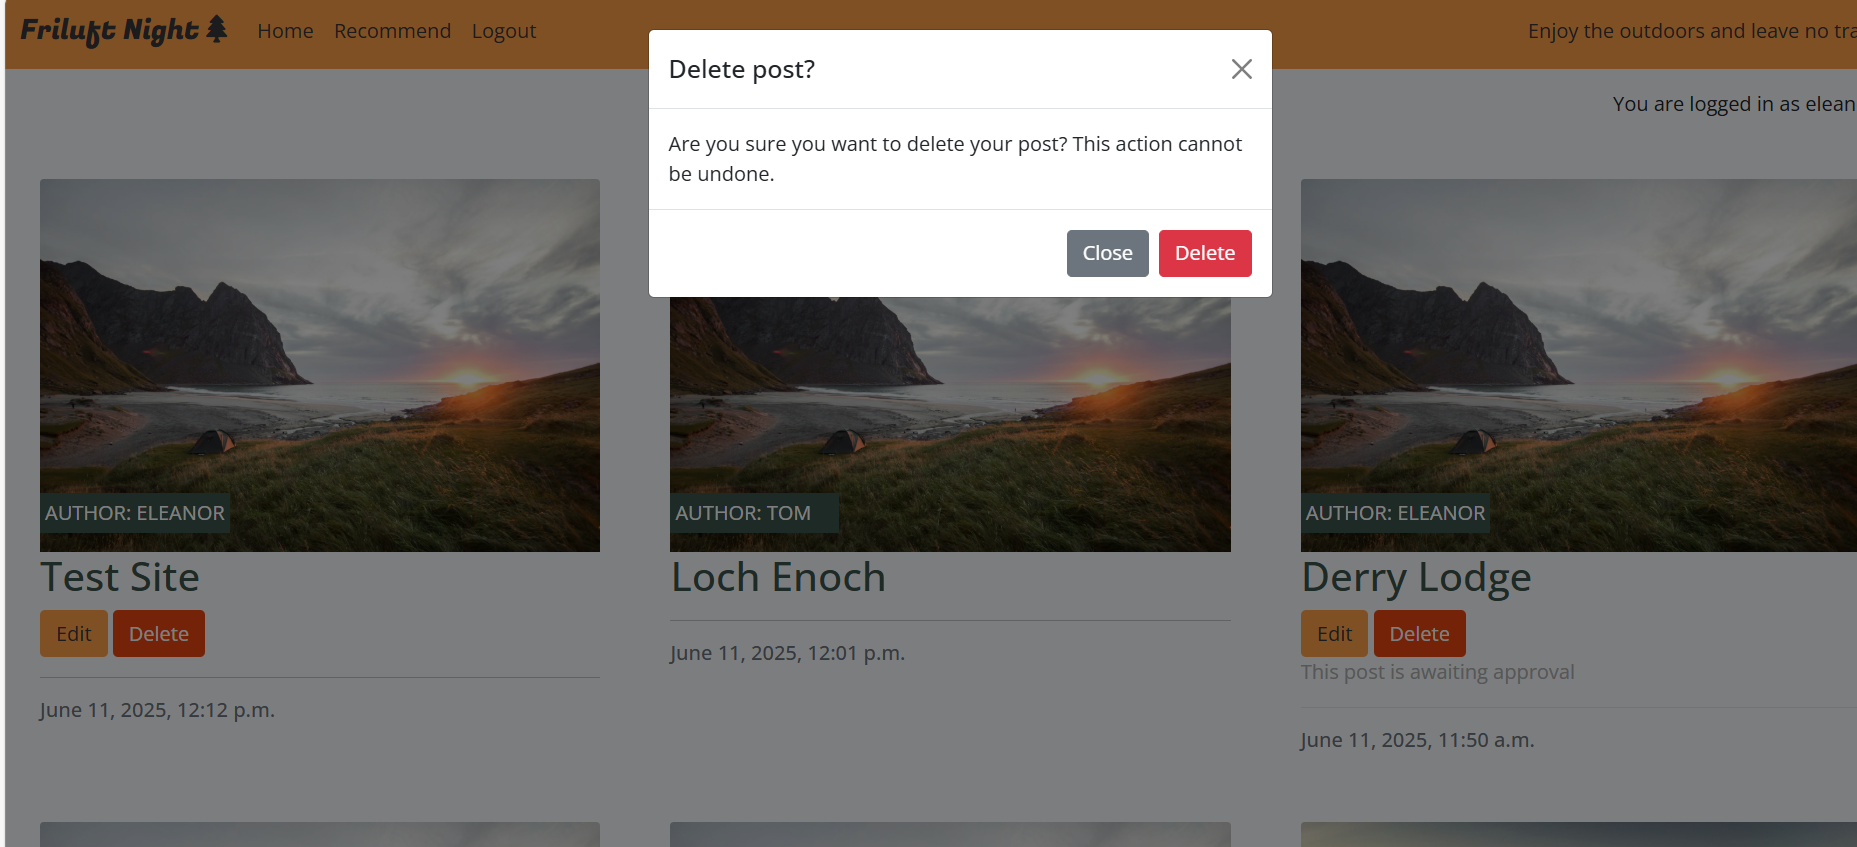 Friluft Night Home Recommend Logout
Enjoy the outdoors and leave no
You are logged in as
Delete post?
Are you sure you want to delete your post? This action cannot
be undone.
Close Delete
AUTHOR: ELEANOR
Test Site
Edit Delete
June 11, 2025, 12:12 p.m.
AUTHOR: TOM
Loch Enoch
June 11, 2025, 12:01 p.m.
AUTHOR: ELEANOR
Derry Lodge
Edit Delete
This post is awaiting approval
June 11, 2025, 11:50 a.m.